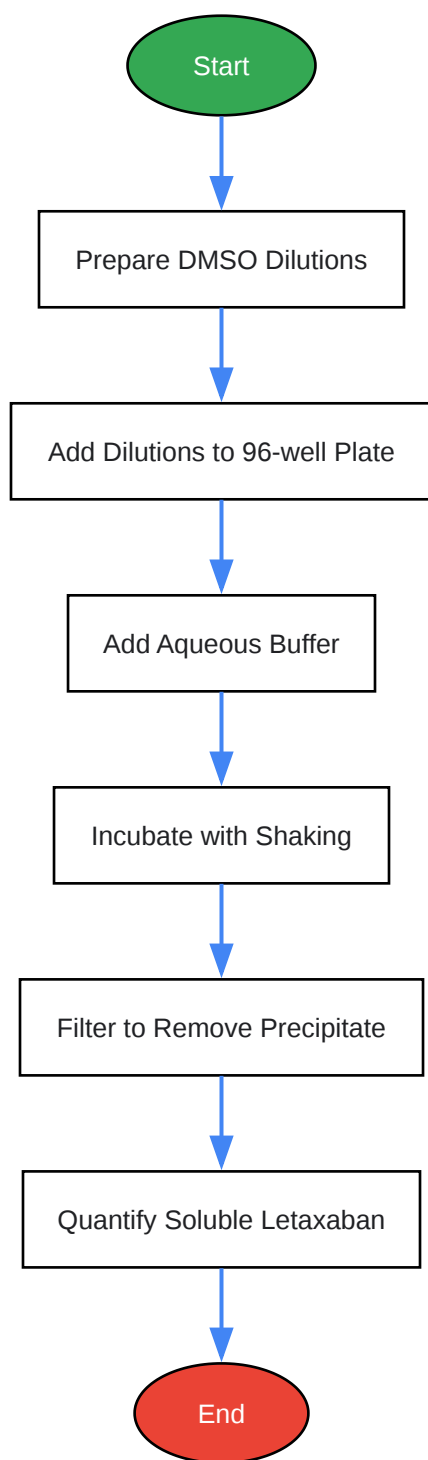 Start
Prepare DMSO Dilutions
Add Dilutions to 96-well Plate
Add Aqueous Buffer
Incubate with Shaking
Filter to Remove Precipitate
Quantify Soluble Letaxaban
End